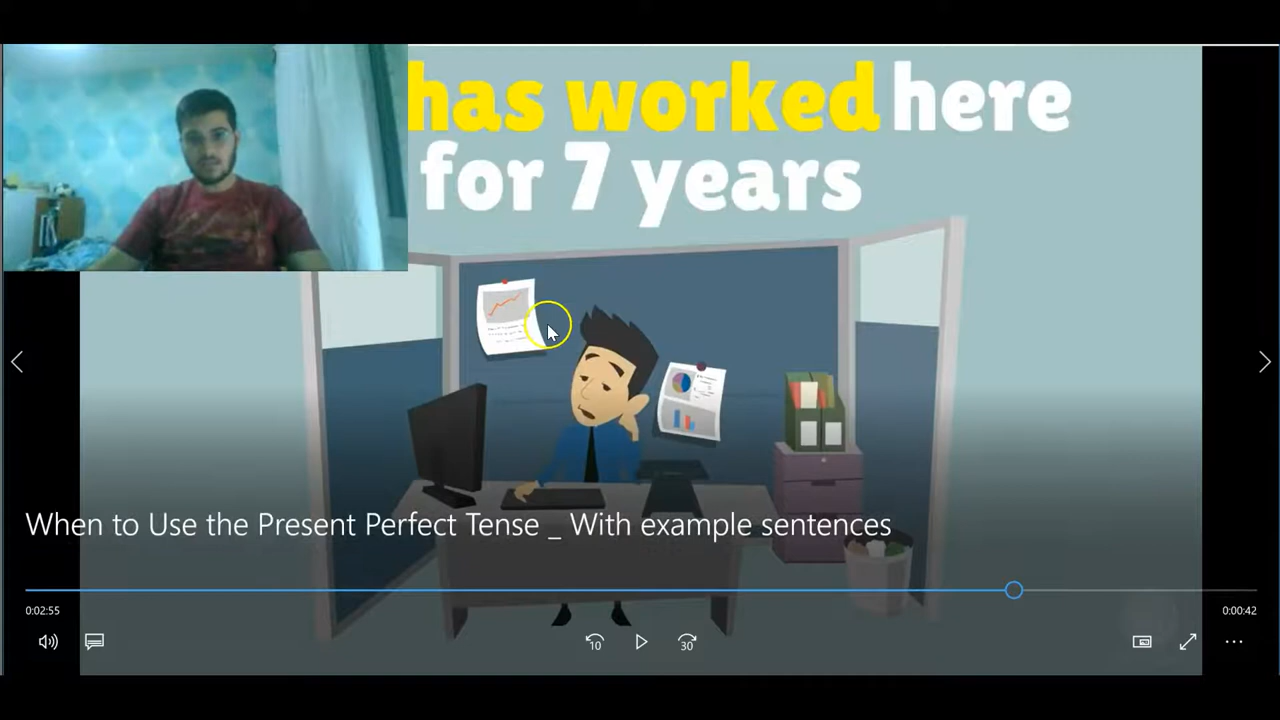 has worked here
for 7 years
When to Use the Present Perfect Tense _ With example sentences
0:02:55
0:00:42
10
30